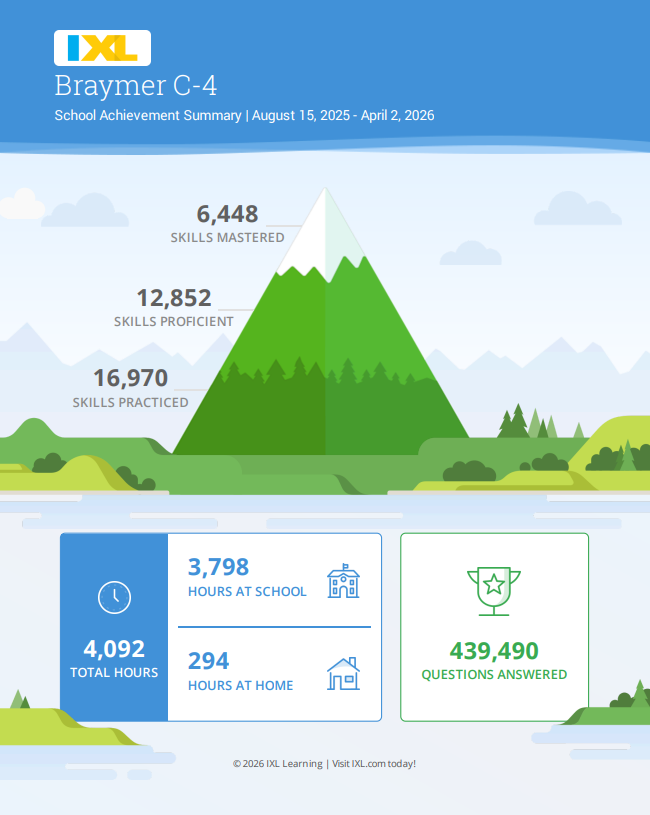 IXL
Braymer C-4
School Achievement Summary | August 15, 2025 - April 2, 2026
6,448
SKILLS MASTERED
12,852
SKILLS PROFICIENT
16,970
SKILLS PRACTICED
4,092
TOTAL HOURS
3,798
HOURS AT SCHOOL
294
HOURS AT HOME
439,490
QUESTIONS ANSWERED
© 2026 IXL Learning | Visit IXL.com today!